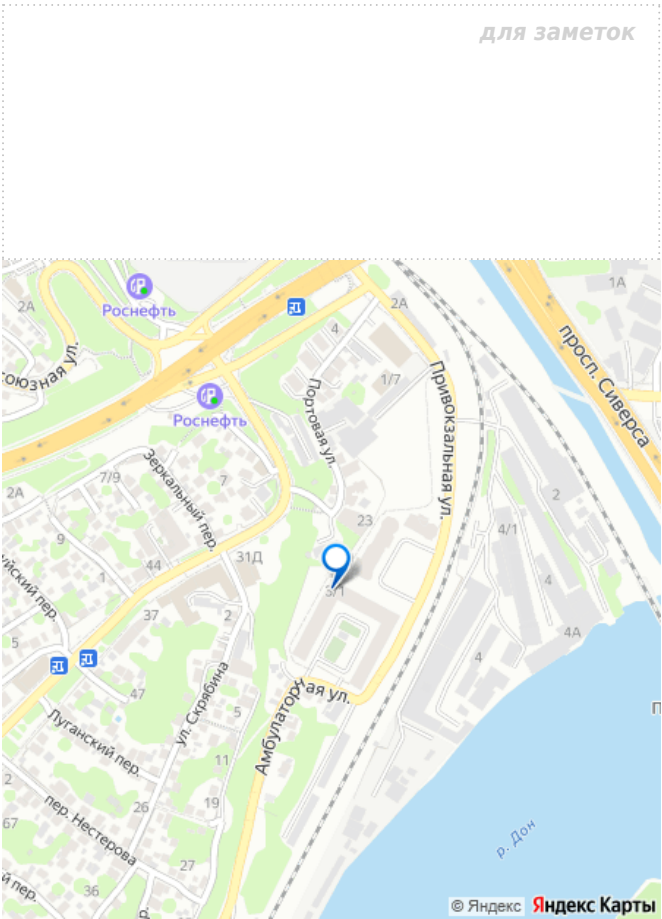 для заметок
1А
2А
Роснефть
2А
4
просп. Сиверса
Привокзальная ул.
1/7
Роснефть
Портовая ул.
Зеркальный пер.
7/9
7
2А
2
23
9
4/1
31Д
44
1
4
3/1
37
2
4А
5
4
47
ул. Скрябина
Амбулаторная ул.
5
Луганский пер.
11
2
19
26
пер. Нестерова
67
р. Дон
27
36
© Яндекс Яндекс Карты